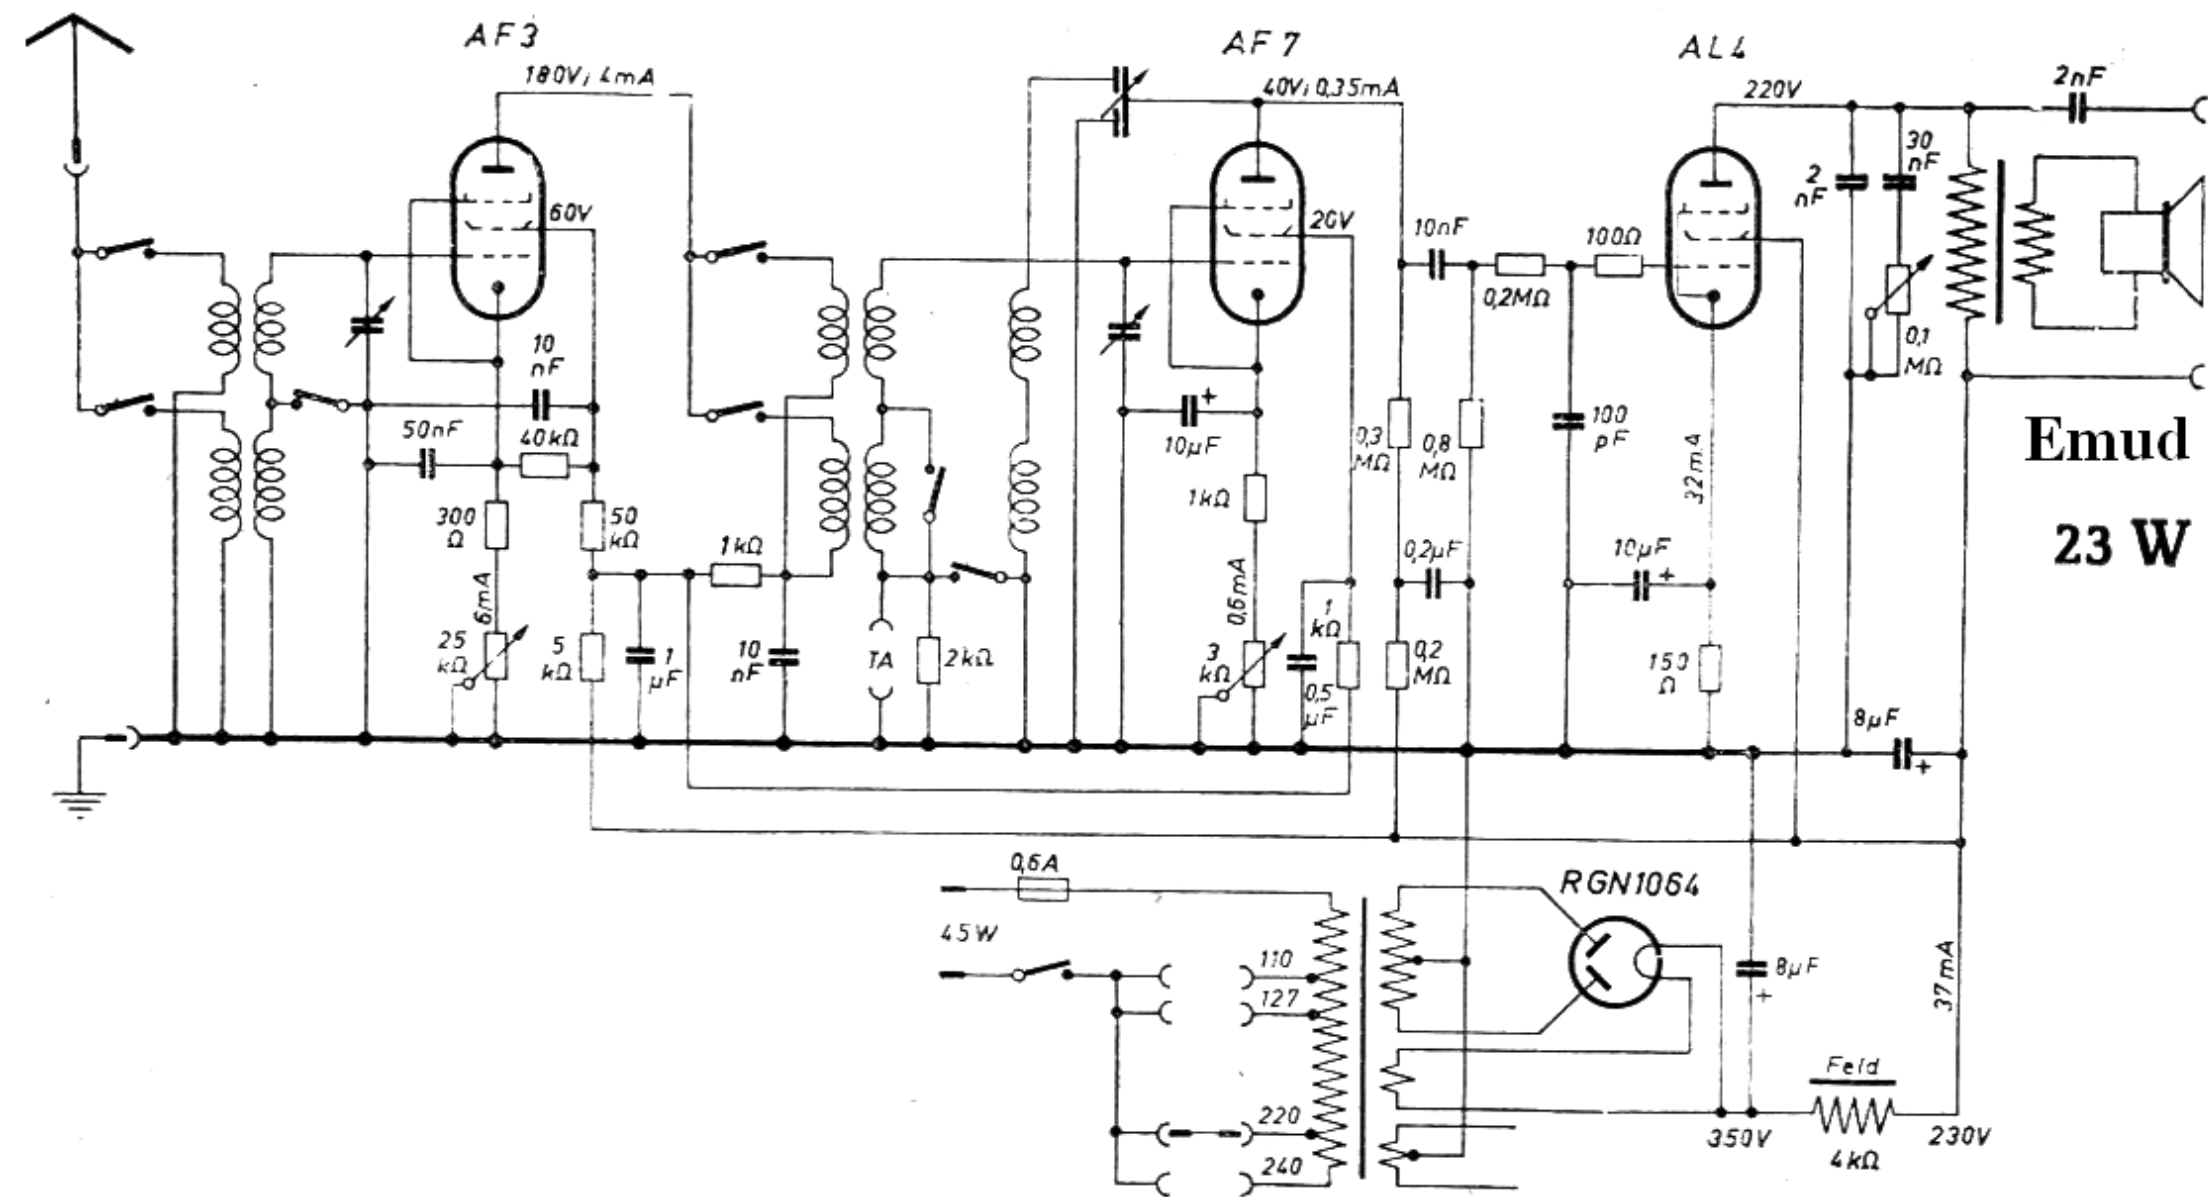 AF3
AF7
AL4
180V; 4mA
40V; 0,35mA
220V
2nF
60V
20V
10nF
100Ω
0,2MΩ
2
nF
30
nF
0,1
MΩ
10
nF
50nF
40kΩ
10µF
0,3
MΩ
0,8
MΩ
100
pF
32mA
Emud
23 W
300
Ω
50
kΩ
1kΩ
1kΩ
0,2µF
10µF
6mA
0,6mA
25
kΩ
5
kΩ
1
µF
10
nF
TA
2kΩ
3
kΩ
0,5
µF
1
kΩ
0,2
MΩ
150
Ω
8µF
0,6A
45W
110
127
220
240
RGN1064
8µF
37mA
Feld
350V
4kΩ
230V